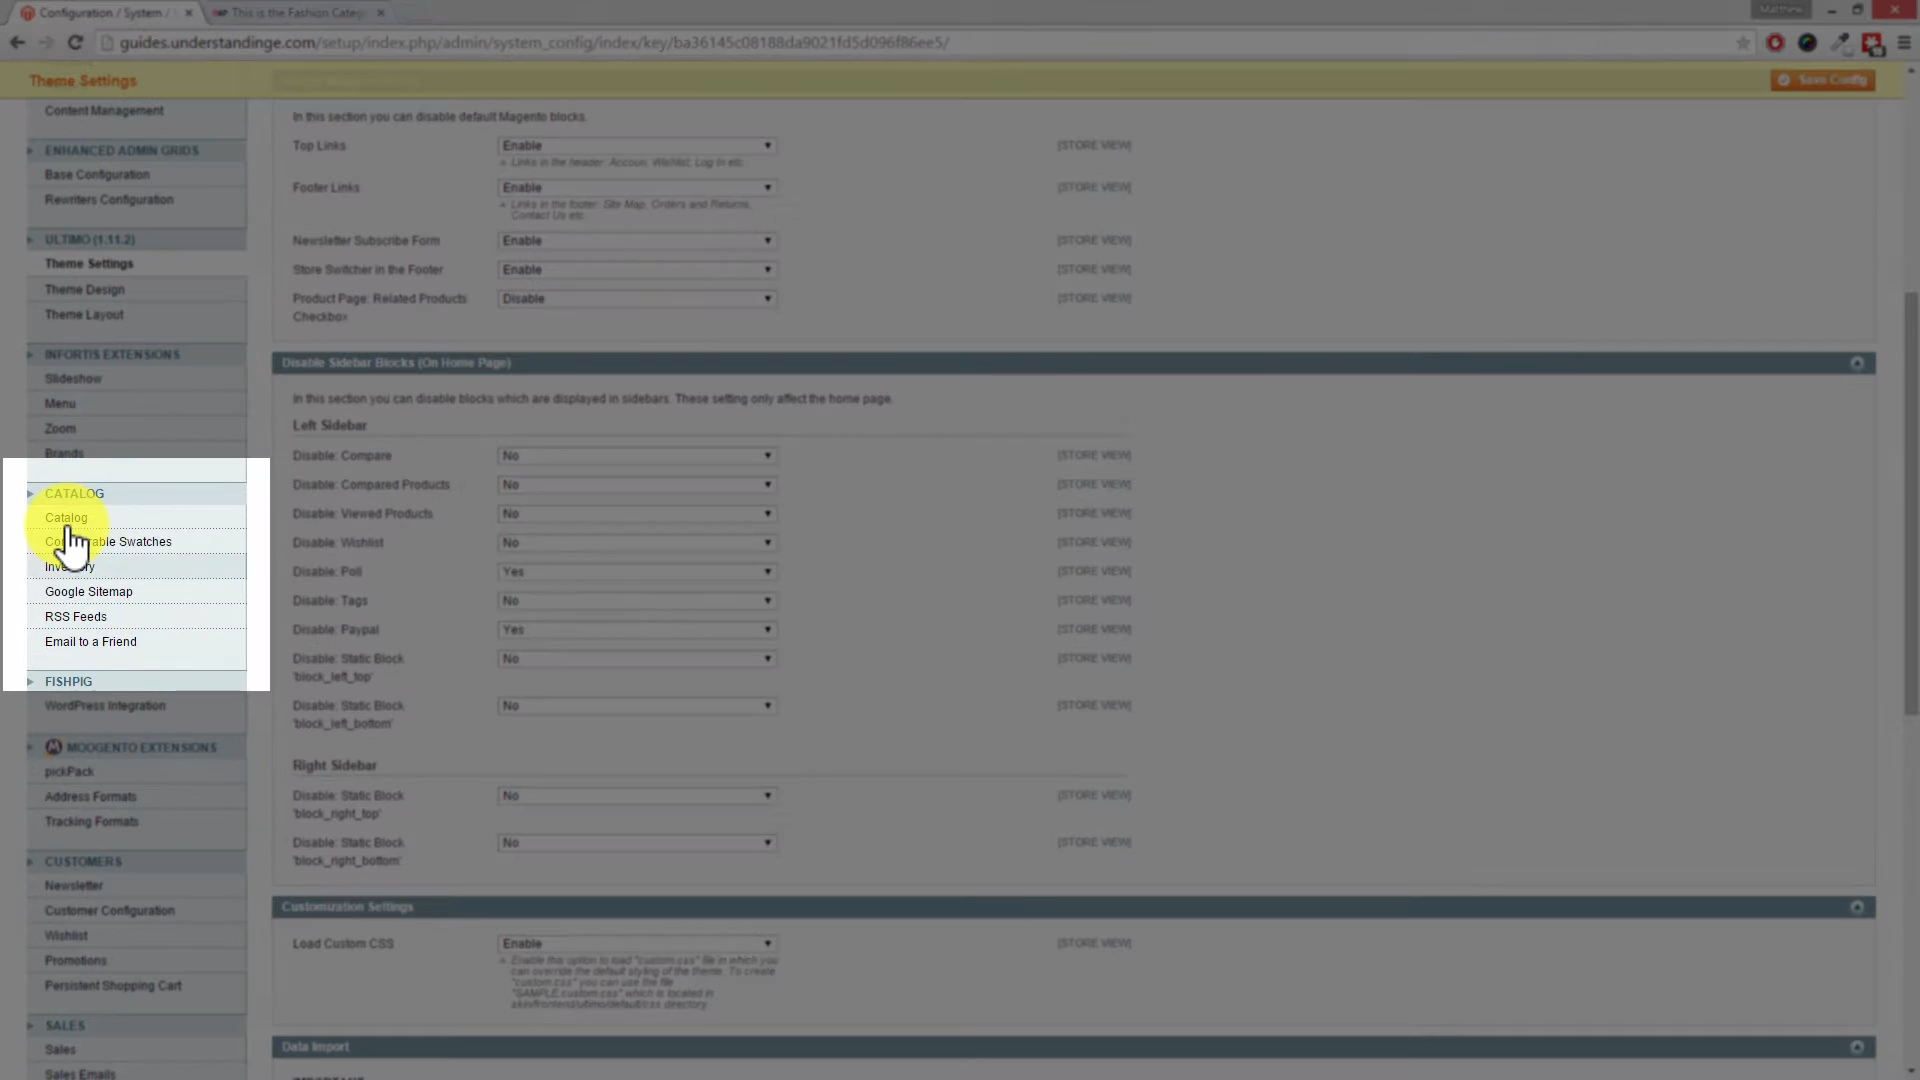 Configuration / System /
This is the Fashion Categ
Matthew
guides.understandinge.com/setup/index.php/admin/system_config/index/key/ba36145c08188da9021fd5d096f86ee5/
Theme Settings
Save Config
Content Management
ENHANCED ADMIN GRIDS
Base Configuration
Rewriters Configuration
ULTIMO (1.11.2)
Theme Settings
Theme Design
Theme Layout
INFORTIS EXTENSIONS
Slideshow
Menu
Zoom
Brands
CATALOG
Catalog
Swatches
Google Sitemap
RSS Feeds
Email to a Friend
FISHPIG
WordPress Integration
MOOGENTO EXTENSIONS
pickPack
Address Formats
Tracking Formats
CUSTOMERS
Newsletter
Customer Configuration
Wishlist
Promotions
Persistent Shopping Cart
SALES
Sales
Sales Emails
In this section you can disable default Magento blocks.
Top Links Enable [STORE VIEW]
Links in the header: Accoun, Wishlist, Log In etc.
Footer Links Enable [STORE VIEW]
Links in the footer: Site Map, Orders and Returns,
Contact Us etc.
Newsletter Subscribe Form Enable [STORE VIEW]
Store Switcher in the Footer Enable [STORE VIEW]
Product Page: Related Products Disable [STORE VIEW]
Checkbox
Disable Sidebar Blocks (On Home Page)
In this section you can disable blocks which are displayed in sidebars. These setting only affect the home page.
Left Sidebar
Disable: Compare No [STORE VIEW]
Disable: Compared Products No [STORE VIEW]
Disable: Viewed Products No [STORE VIEW]
Disable: Wishlist No [STORE VIEW]
Disable: Poll Yes [STORE VIEW]
Disable: Tags No [STORE VIEW]
Disable: Paypal Yes [STORE VIEW]
Disable: Static Block No [STORE VIEW]
'block_left_top'
Disable: Static Block No [STORE VIEW]
'block_left_bottom'
Right Sidebar
Disable: Static Block No [STORE VIEW]
'block_right_top'
Disable: Static Block No [STORE VIEW]
'block_right_bottom'
Customization Settings
Load Custom CSS Enable [STORE VIEW]
Enable this option to load "custom.css" file in which you
can override the default styling of the theme. To create
"custom.css" you can use the file
"SAMPLE.custom.css" which is located in
skin/frontend/ultimo/default/css directory.
Data Import